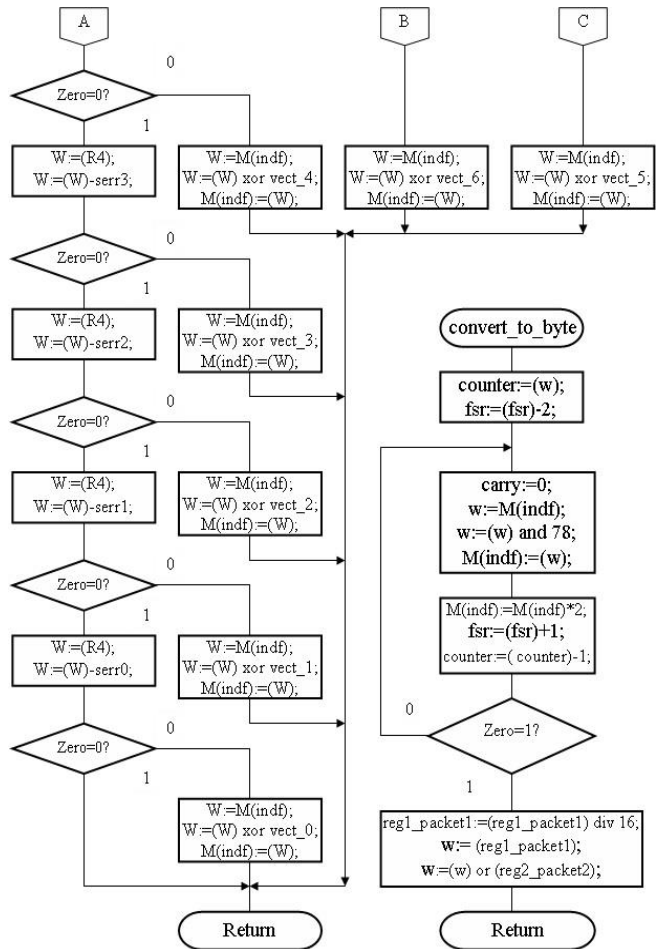 A
B
C
0
Zero=0?
1
W:=(R4);
W:=(W)-serr3;
W:=M(indf);
W:=(W) xor vect_4;
M(indf):=(W);
W:=M(indf);
W:=(W) xor vect_6;
M(indf):=(W);
W:=M(indf);
W:=(W) xor vect_5;
M(indf):=(W);
0
Zero=0?
1
W:=(R4);
W:=(W)-serr2;
W:=M(indf);
W:=(W) xor vect_3;
M(indf):=(W);
0
Zero=0?
1
W:=(R4);
W:=(W)-serr1;
W:=M(indf);
W:=(W) xor vect_2;
M(indf):=(W);
0
Zero=0?
1
W:=(R4);
W:=(W)-serr0;
W:=M(indf);
W:=(W) xor vect_1;
M(indf):=(W);
0
Zero=0?
1
W:=M(indf);
W:=(W) xor vect_0;
M(indf):=(W);
Return
convert_to_byte
counter:=(w);
fsr:=(fsr)-2;
carry:=0;
w:=M(indf);
w:=(w) and 78;
M(indf):=(w);
M(indf):=M(indf)*2;
fsr:=(fsr)+1;
counter:=( counter)-1;
0
Zero=1?
1
reg1_packet1:=(reg1_packet1) div 16;
w:= (reg1_packet1);
w:=(w) or (reg2_packet2);
Return